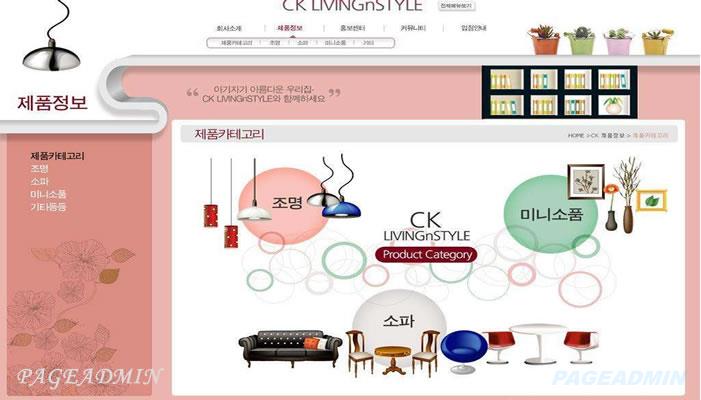 CK LIVINGnSTYLE
전체메뉴보기
회사소개 제품정보 홍보센터 커뮤니티 입점안내
제품카테고리 | 조명 | 소파 | 미니소품 | 기타
제품정보
아기자기 아름다운 우리집·
CK LIVINGnSTYLE와 함께하세요
제품카테고리
HOME > CK 제품정보 > 제품카테고리
제품카테고리
조명
소파
미니소품
기타등등
조명
미니소품
CK
LIVINGnSTYLE
Product Category
소파
PAGEADMIN
PAGEADMIN